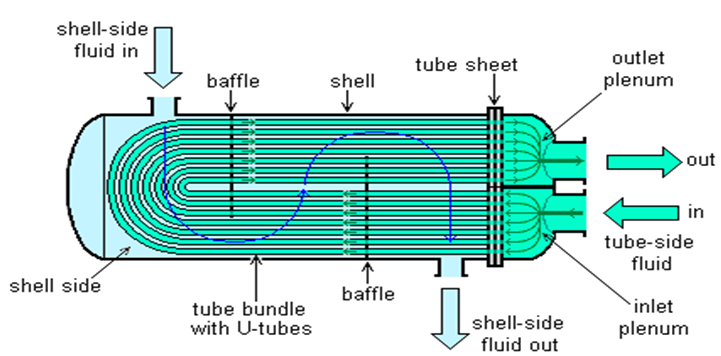 shell-side
fluid in
baffle
shell
tube sheet
outlet
plenum
out
in
tube-side
fluid
shell side
tube bundle
with U-tubes
baffle
shell-side
fluid out
inlet
plenum